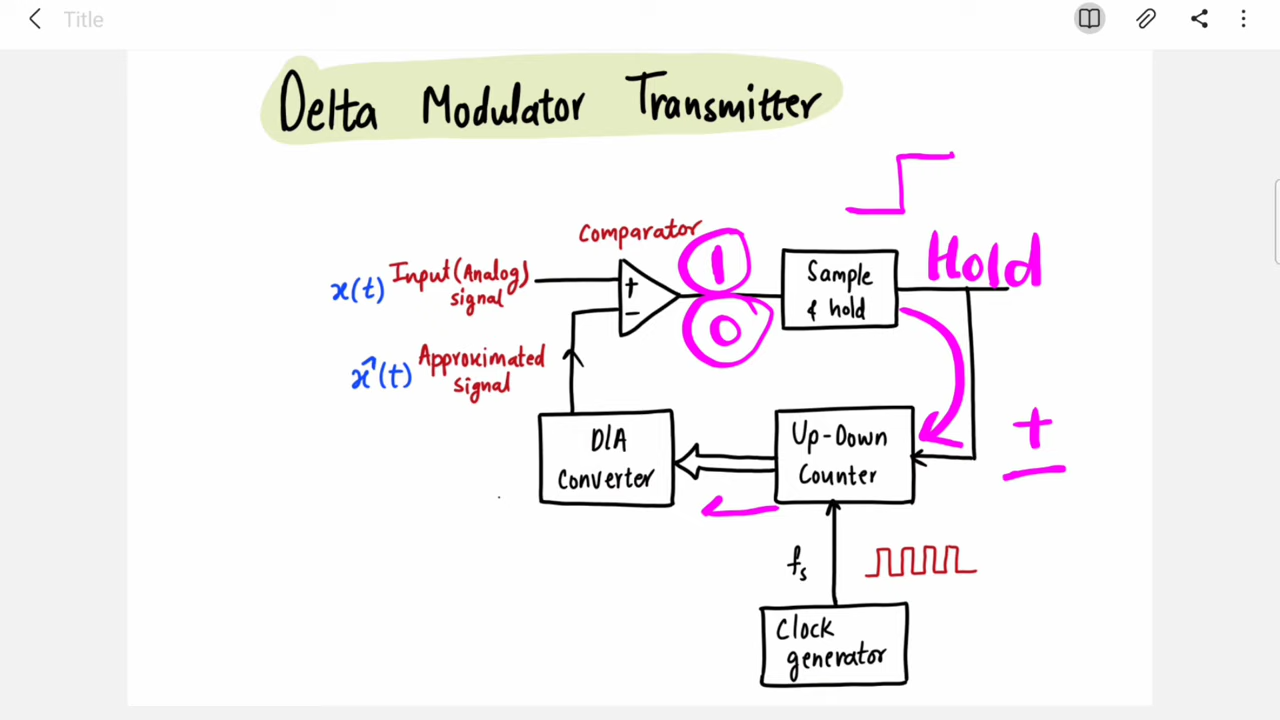 Title
Delta Modulator Transmitter
Comparator
x(t) Input (Analog)
signal
+
-
1
0
Sample
& hold
Hold
x̂(t) Approximated
signal
D/A
Converter
Up-Down
Counter
+
fs
Clock
generator